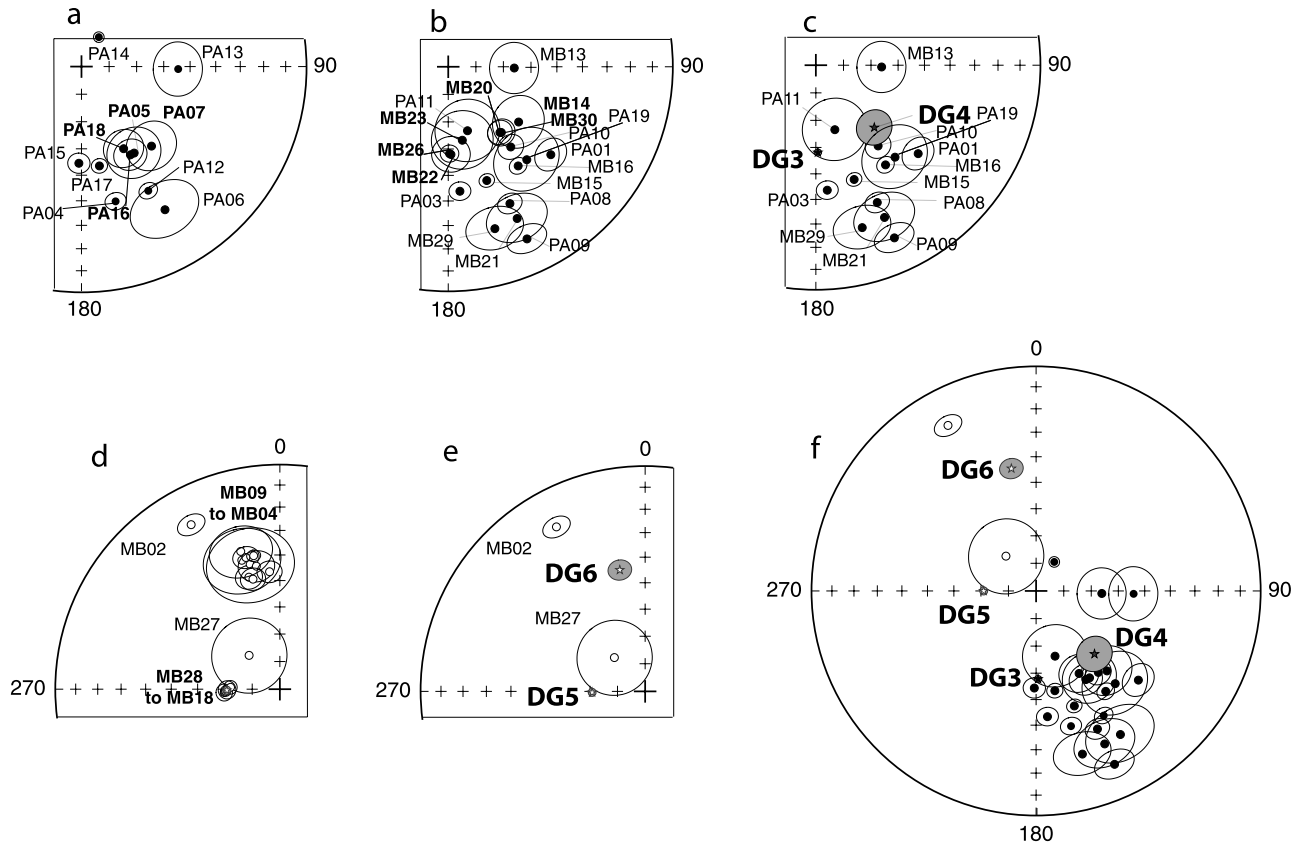 a
PA14
PA13
90
PA05
PA07
PA18
PA15
PA12
PA17
PA06
PA04
PA16
180
b
MB13
90
MB20
PA11
MB14
MB23
MB30
PA19
PA10
MB26
PA01
MB16
MB22
MB15
PA03
PA08
MB29
PA09
MB21
180
c
MB13
90
PA11
DG4
PA19
PA10
DG3
PA01
MB16
MB15
PA03
PA08
MB29
PA09
MB21
180
d
0
MB09
to MB04
MB02
MB27
MB28
to MB18
270
e
0
MB02
DG6
MB27
DG5
f
0
DG6
270
90
DG5
DG4
DG3
180